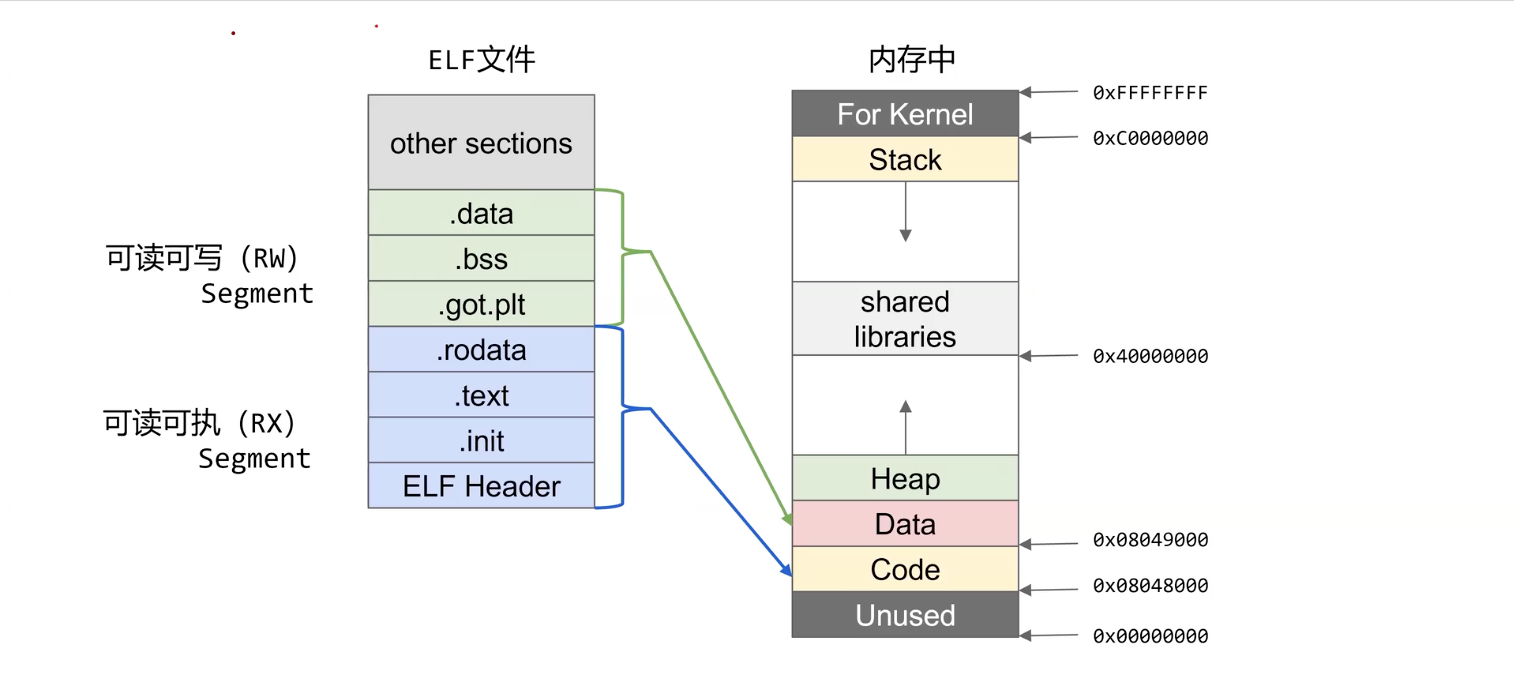 ELF文件
other sections
.data
.bss
.got.plt
.rodata
.text
.init
ELF Header
可读可写（RW）
Segment
可读可执（RX）
Segment
内存中
For Kernel
Stack
shared
libraries
Heap
Data
Code
Unused
0xFFFFFFFF
0xC0000000
0x40000000
0x08049000
0x08048000
0x00000000